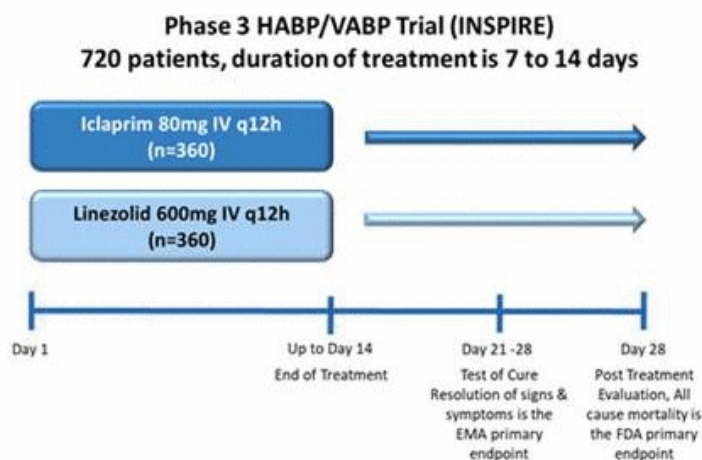 Phase 3 HABP/VABP Trial (INSPIRE)
720 patients, duration of treatment is 7 to 14 days
Iclaprim 80mg IV q12h
(n=360)
Linezolid 600mg IV q12h
(n=360)
Day 1
Up to Day 14
End of Treatment
Day 21 -28
Test of Cure
Resolution of signs &
symptoms is the
EMA primary
endpoint
Day 28
Post Treatment
Evaluation, All
cause mortality is
the FDA primary
endpoint